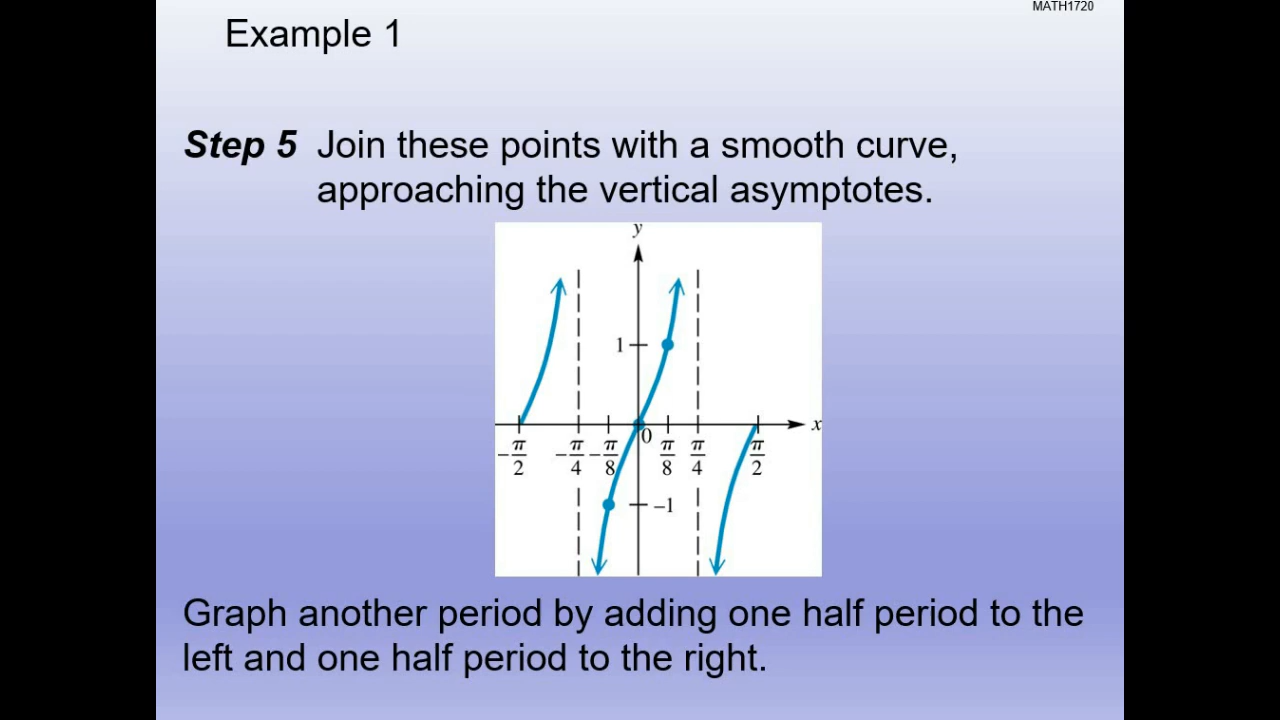 MATH1720
Example 1
Step 5 Join these points with a smooth curve,
approaching the vertical asymptotes.
y
1
x
0
-π/2 -π/4 -π/8 π/8 π/4 π/2
–1
Graph another period by adding one half period to the
left and one half period to the right.